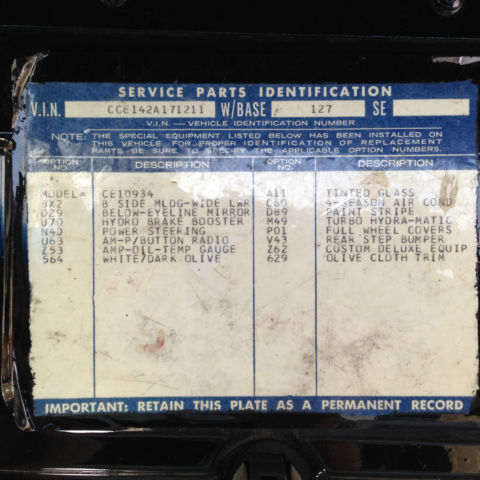 SERVICE PARTS IDENTIFICATION
V.I.N. CCE142A171211 W/BASE 127 SE
V.I.N. – VEHICLE IDENTIFICATION NUMBER
NOTE: THE SPECIAL EQUIPMENT LISTED BELOW HAS BEEN INSTALLED ON
THIS VEHICLE FOR PROPER IDENTIFICATION OF REPLACEMENT
PARTS BE SURE TO SPECIFY THE APPLICABLE OPTION NUMBERS.
OPTION NO. DESCRIPTION OPTION NO. DESCRIPTION
MODEL= CE10934 A11 TINTED GLASS
BX2 B SIDE MLDG-WIDE LWR C60 4-SEASON AIR COND
D29 BELOW-EYELINE MIRROR D89 PAINT STRIPE
J70 HYDRO BRAKE BOOSTER M49 TURBO HYDRA-MATIC
N40 POWER STEERING P01 FULL WHEEL COVERS
U63 AM-P/BUTTON RADIO V43 REAR STEP BUMPER
Z53 AMP-OIL-TEMP GAUGE Z62 CUSTOM DELUXE EQUIP
564 WHITE/DARK OLIVE 629 OLIVE CLOTH TRIM
IMPORTANT: RETAIN THIS PLATE AS A PERMANENT RECORD